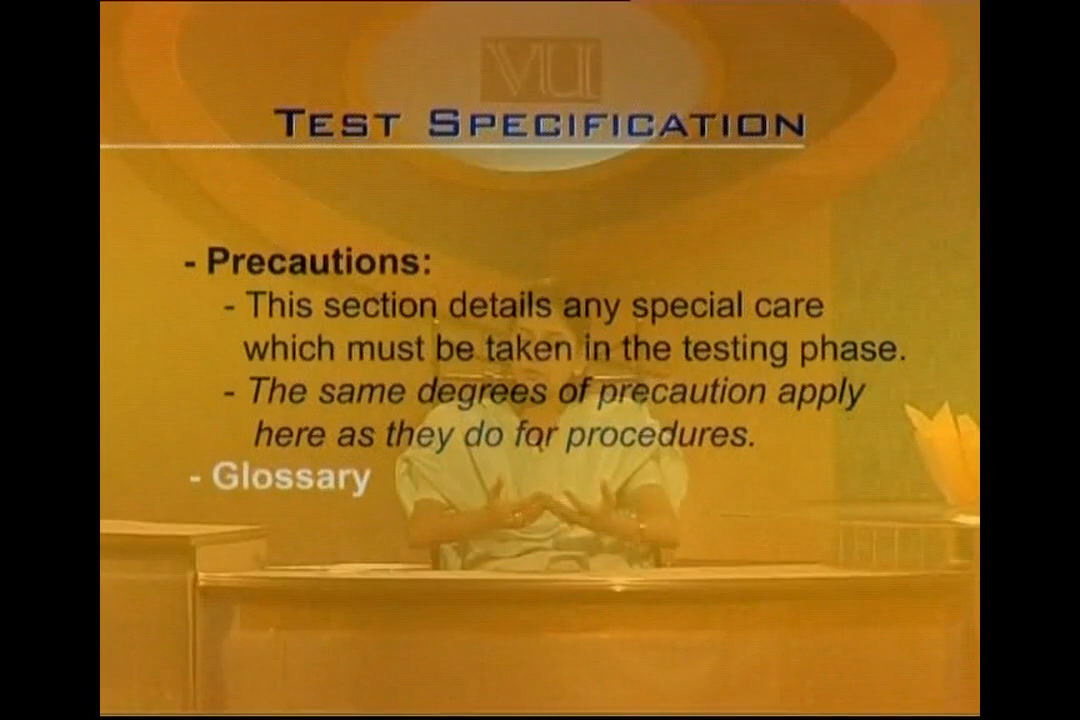 VU
TEST SPECIFICATION
- Precautions:
- This section details any special care
which must be taken in the testing phase.
- The same degrees of precaution apply
here as they do for procedures.
- Glossary